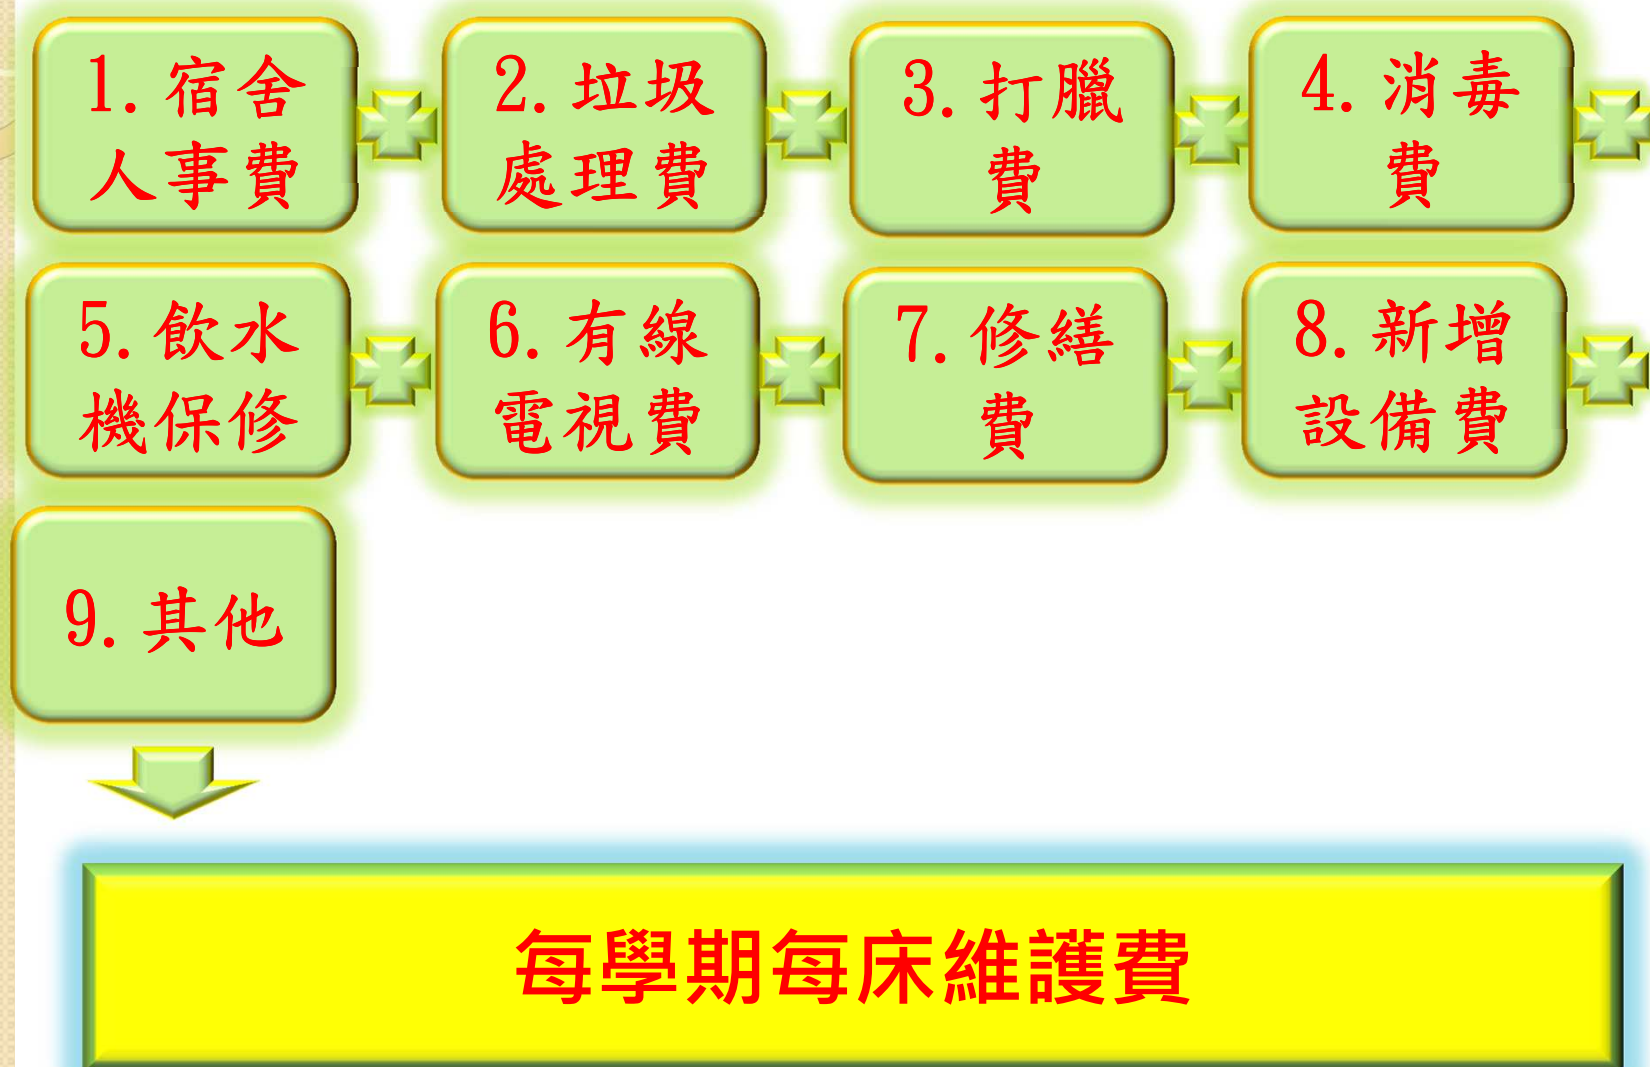 1.宿舍
人事費
2.垃圾
處理費
3.打臘
費
4.消毒
費
5.飲水
機保修
6.有線
電視費
7.修繕
費
8.新增
設備費
9.其他
每學期每床維護費